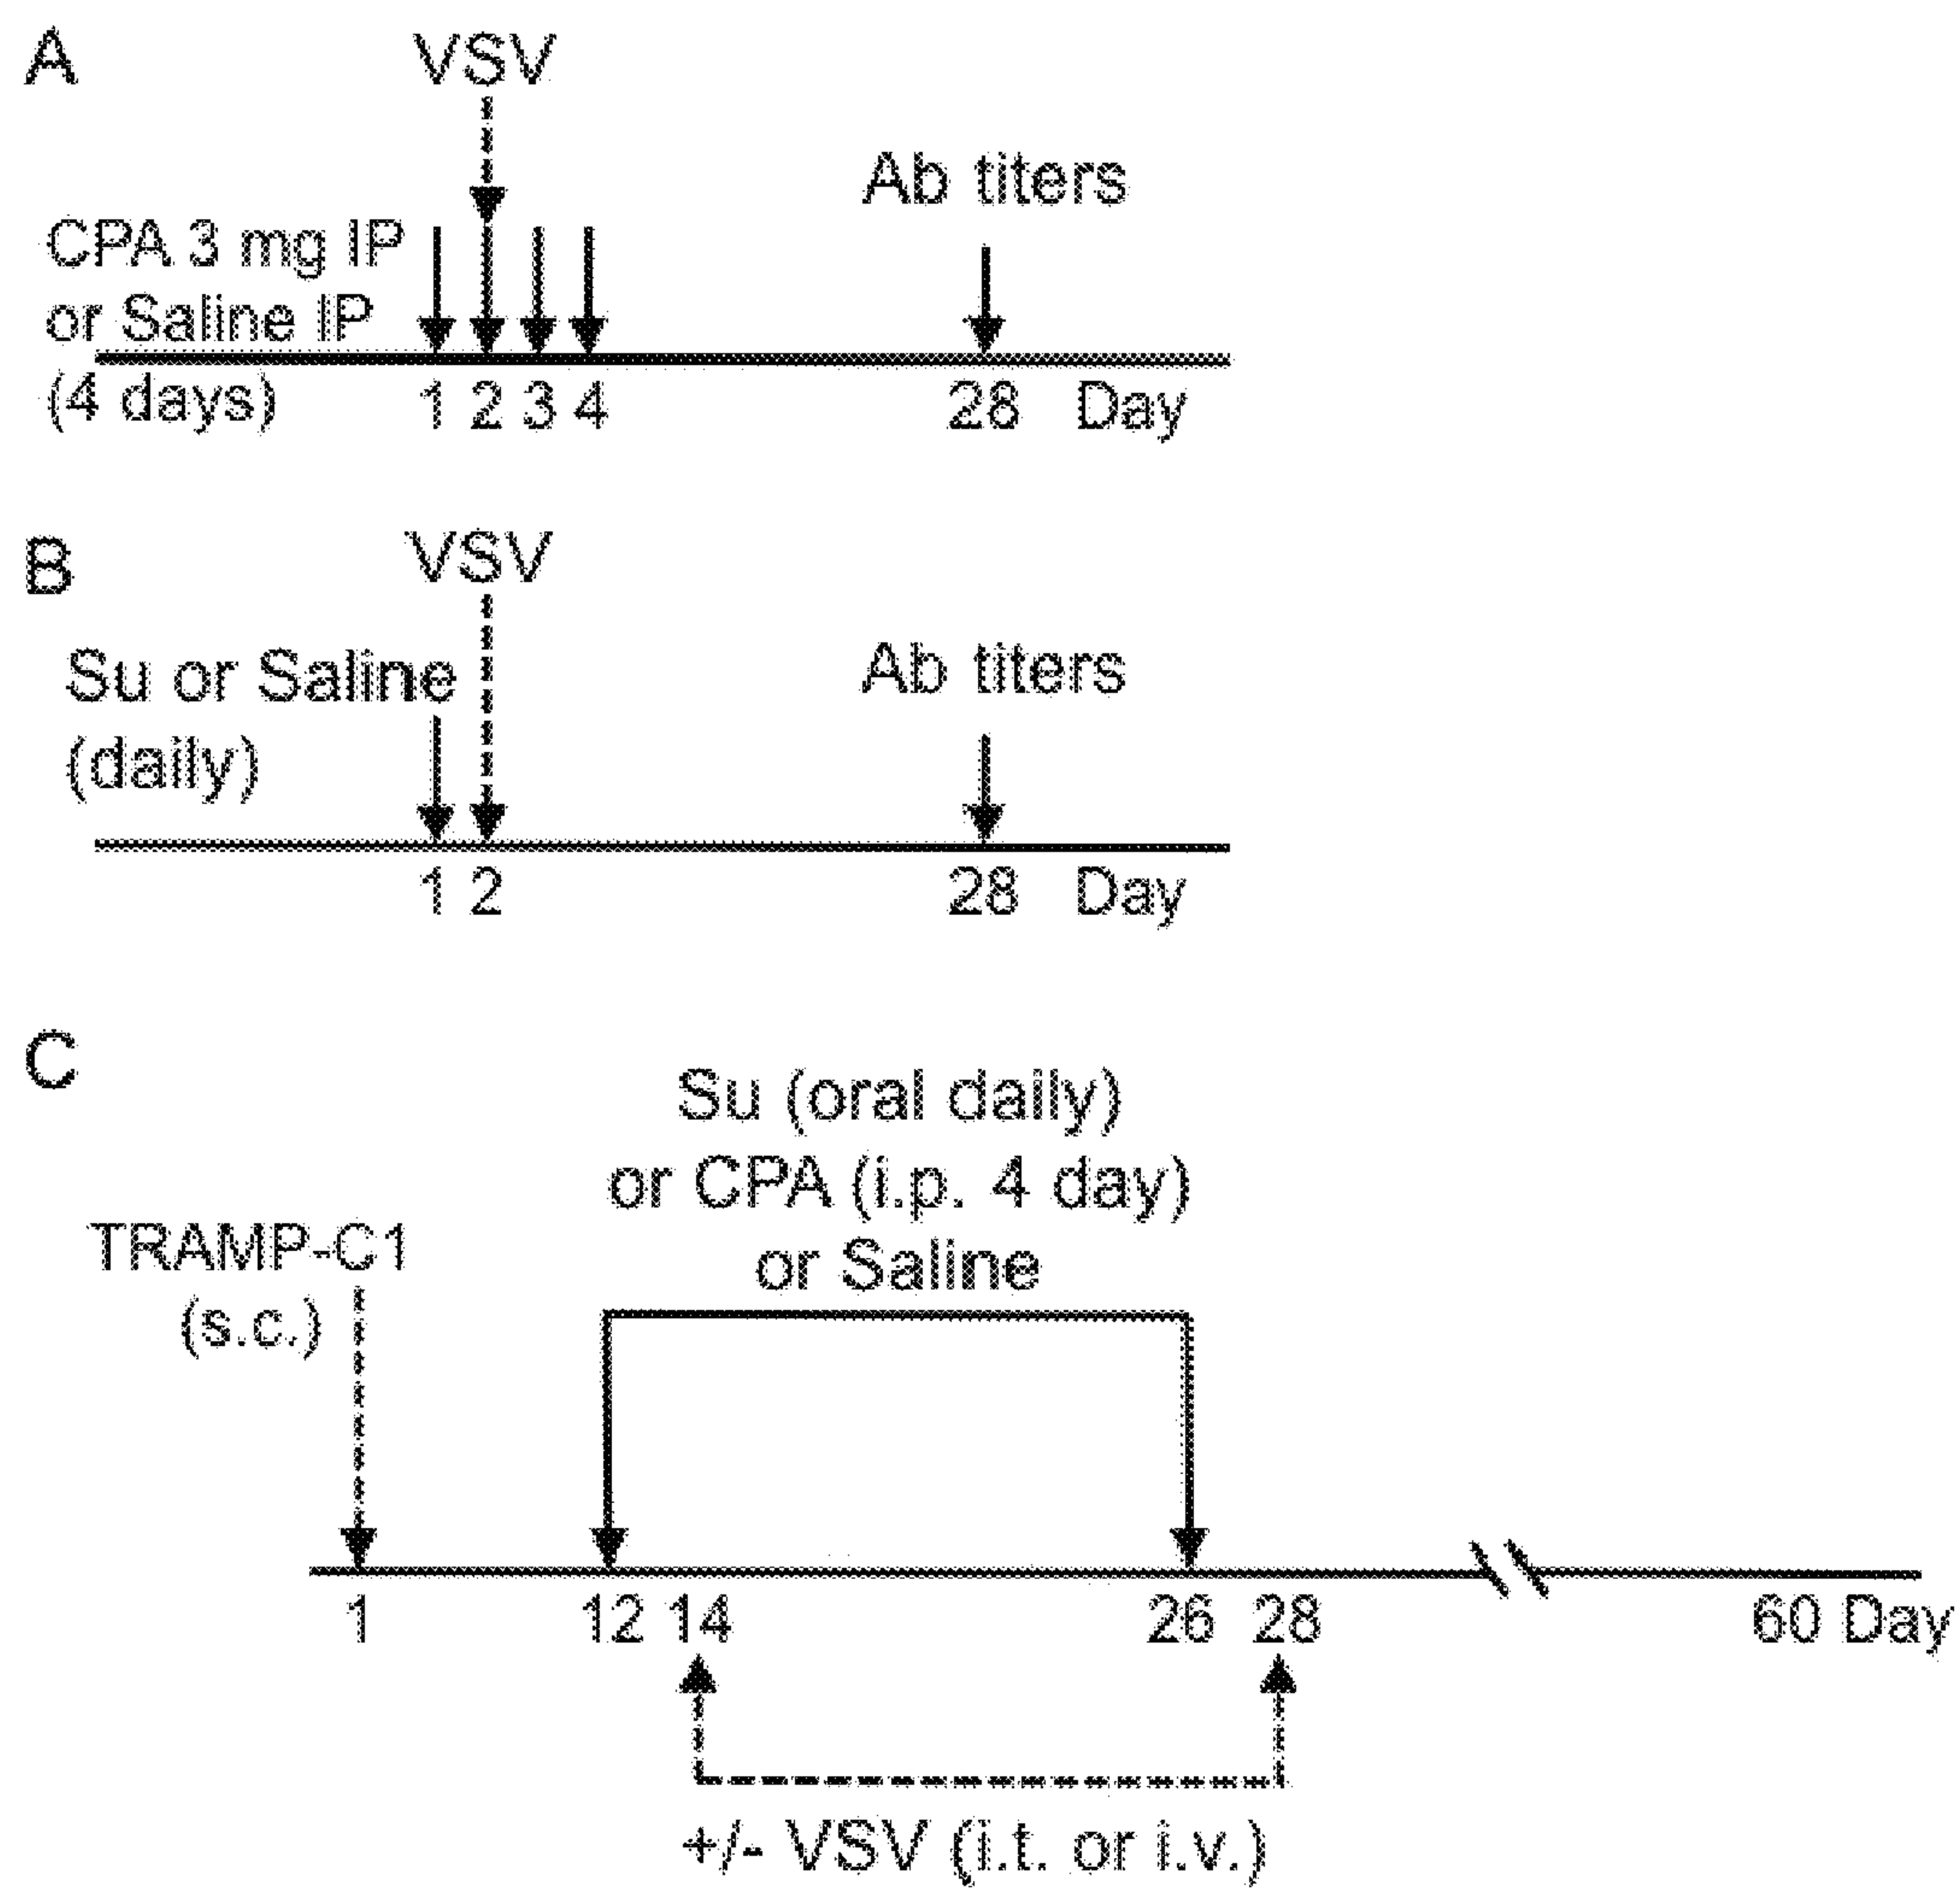 A
VSV
Ab titers
CPA 3 mg IP
or Saline IP
(4 days)
1 2 3 4 28 Day
B
VSV
Su or Saline
(daily)
Ab titers
1 2 28 Day
C
Su (oral daily)
or CPA (i.p. 4 day)
or Saline
TRAMP-C1
(s.c.)
1 12 14 26 28 60 Day
+/- VSV (i.t. or i.v.)